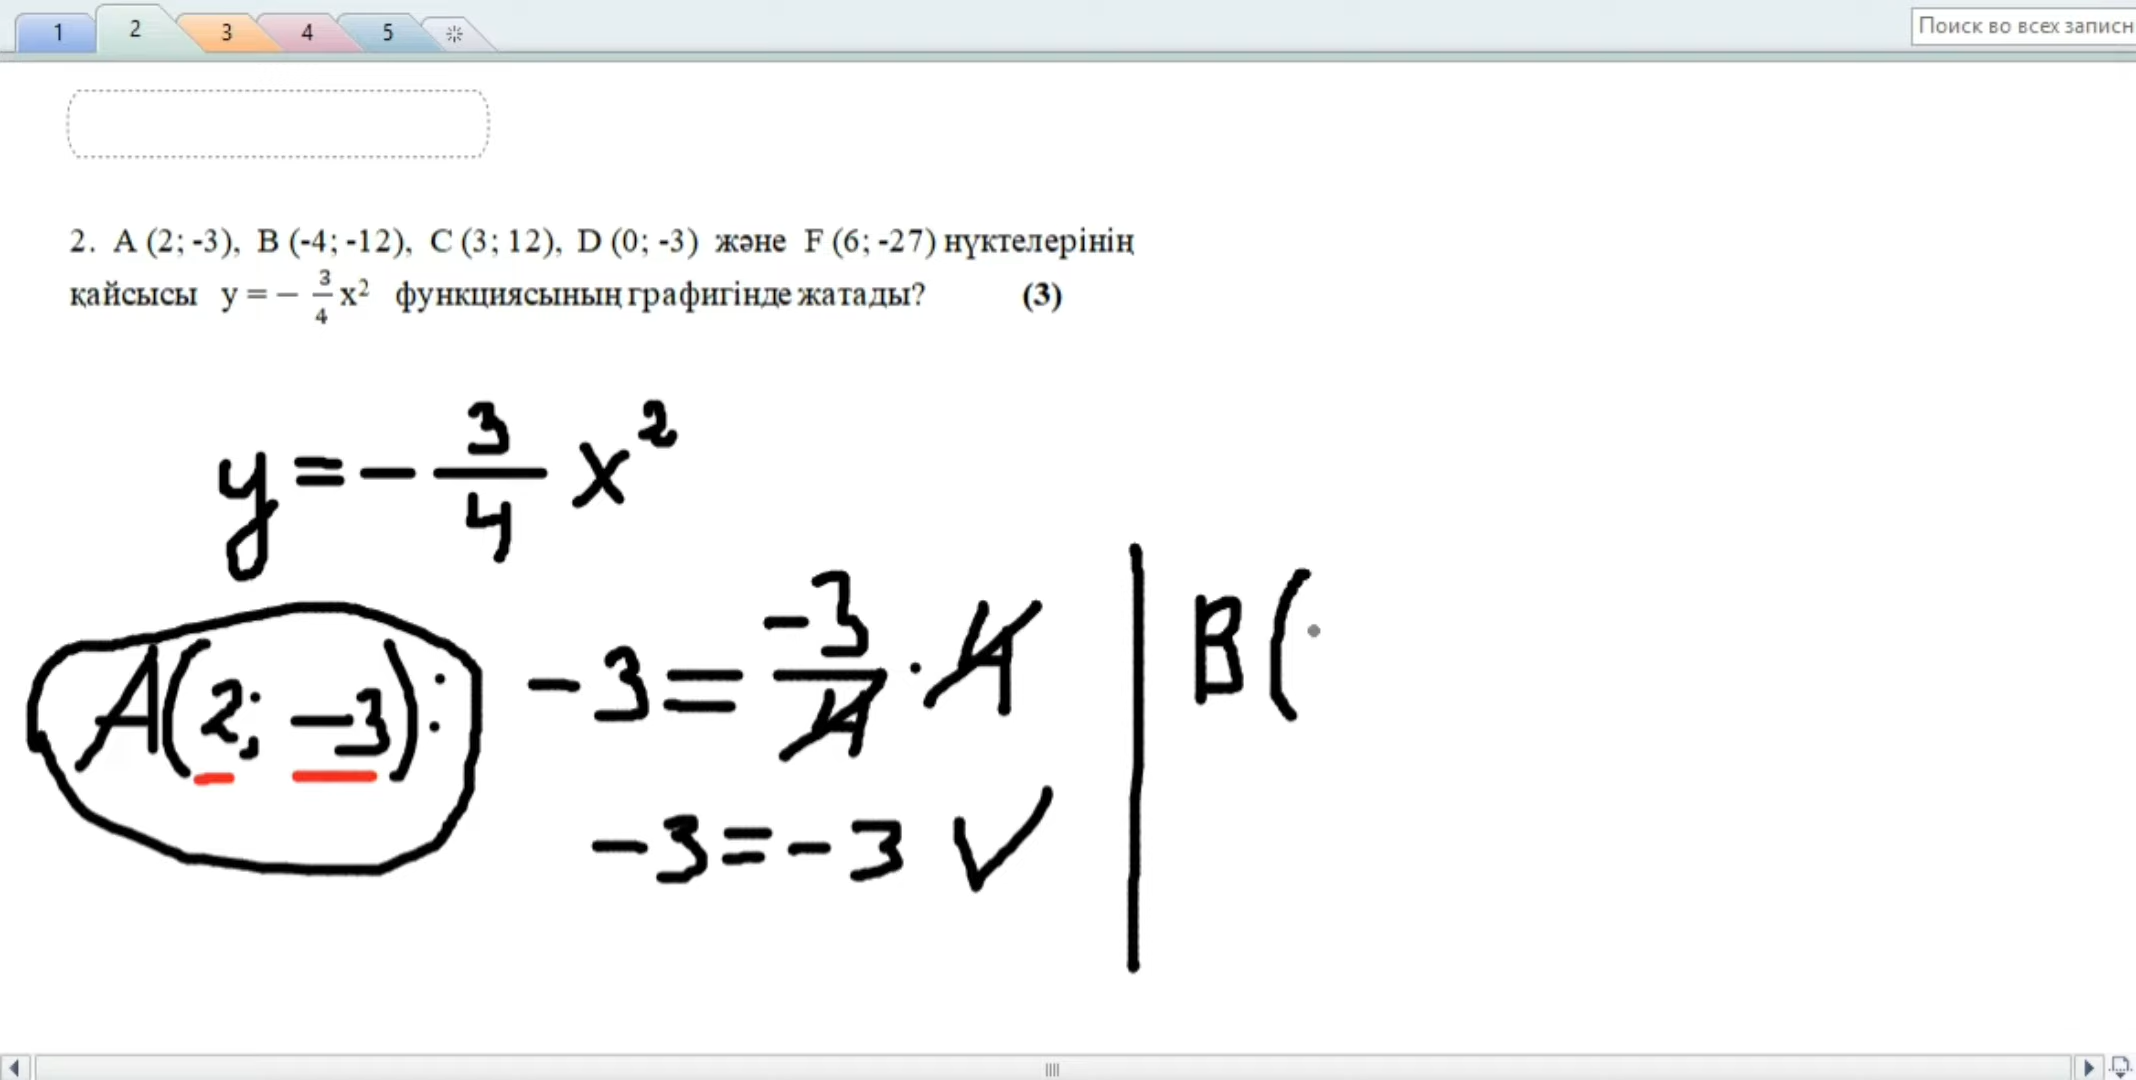 1 2 3 4 5
Поиск во всех записн
2. А (2; -3), В (-4; -12), С (3; 12), D (0; -3) және F (6; -27) нүктелерінің
қайсысы у = − 3/4 х² функциясының графигінде жатады? (3)
y = - 3/4 x²
A(2; -3): -3 = -3/4 · 4
-3 = -3 ✓
B(